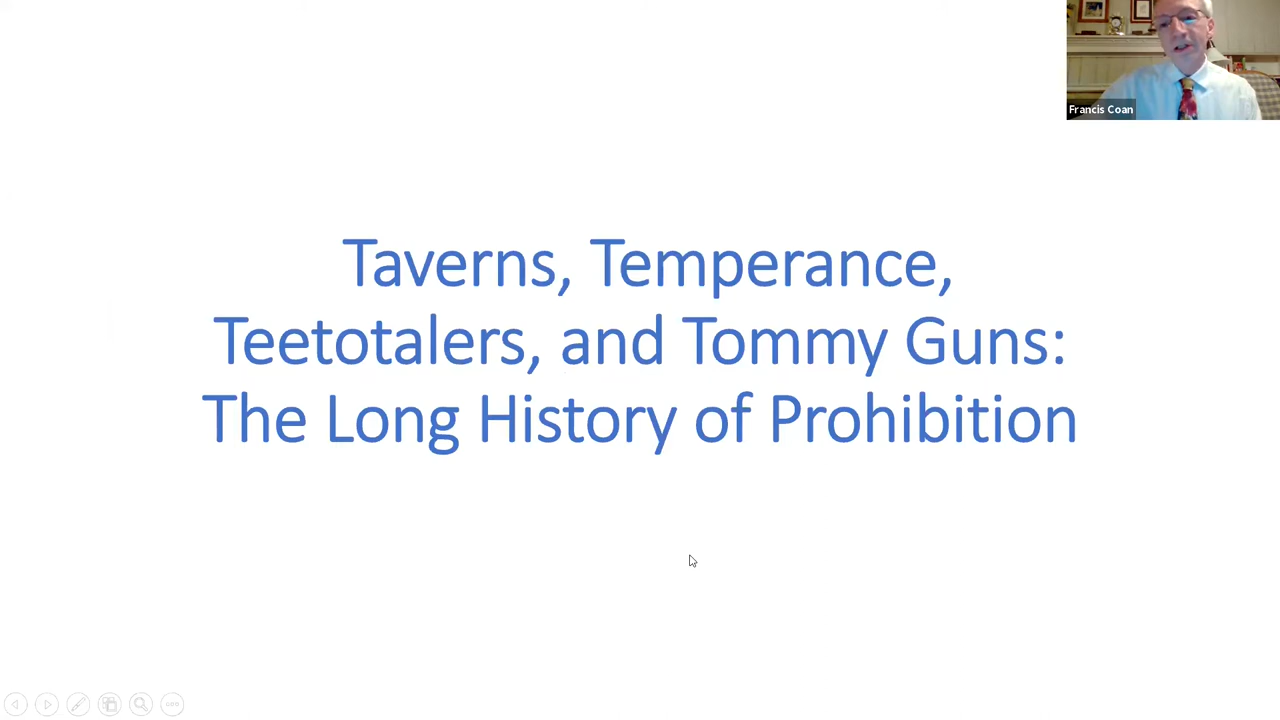 Francis Coan
Taverns, Temperance,
Teetotalers, and Tommy Guns:
The Long History of Prohibition